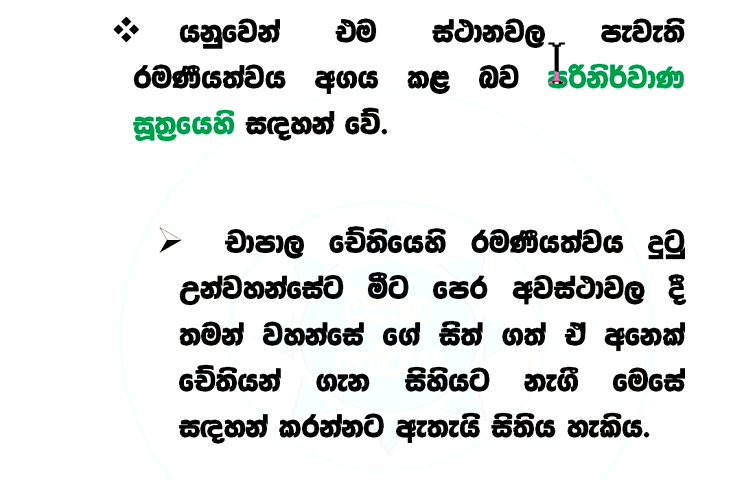 යනුවෙන් එම ස්ථානවල පැවැති
රමණීයත්වය අගය කළ බව පරිනිර්වාණ
සූත්‍රයෙහි සඳහන් වේ.
චාපාල චේතියෙහි රමණීයත්වය දුටු
උන්වහන්සේට මීට පෙර අවස්ථාවල දී
තමන් වහන්සේ ගේ සිත් ගත් ඒ අනෙක්
චේතියන් ගැන සිහියට නැගී මෙසේ
සඳහන් කරන්නට ඇතැයි සිතිය හැකිය.